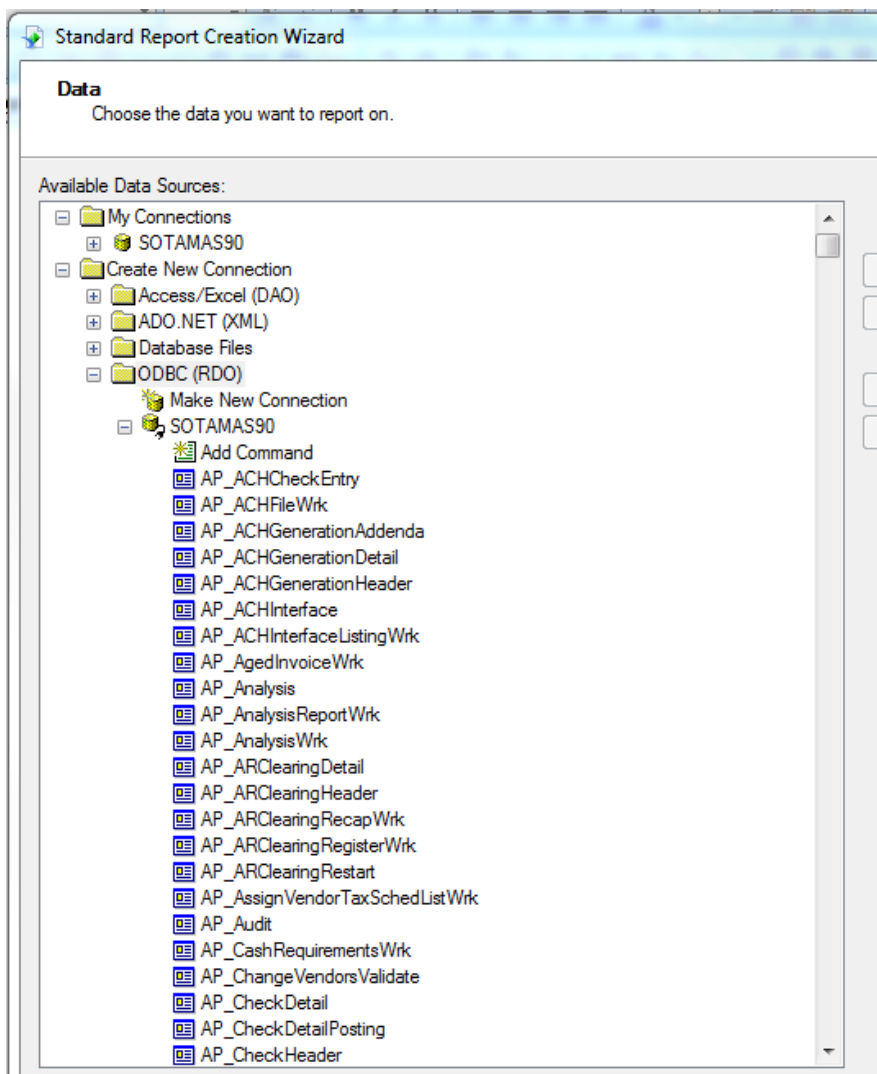 Standard Report Creation Wizard
Data
Choose the data you want to report on.
Available Data Sources:
My Connections
SOTAMAS90
Create New Connection
Access/Excel (DAO)
ADO.NET (XML)
Database Files
ODBC (RDO)
Make New Connection
SOTAMAS90
Add Command
AP_ACHCheckEntry
AP_ACHFileWrk
AP_ACHGenerationAddenda
AP_ACHGenerationDetail
AP_ACHGenerationHeader
AP_ACHInterface
AP_ACHInterfaceListingWrk
AP_AgedInvoiceWrk
AP_Analysis
AP_AnalysisReportWrk
AP_AnalysisWrk
AP_ARClearingDetail
AP_ARClearingHeader
AP_ARClearingRecapWrk
AP_ARClearingRegisterWrk
AP_ARClearingRestart
AP_AssignVendorTaxSchedListWrk
AP_Audit
AP_CashRequirementsWrk
AP_ChangeVendorsValidate
AP_CheckDetail
AP_CheckDetailPosting
AP_CheckHeader